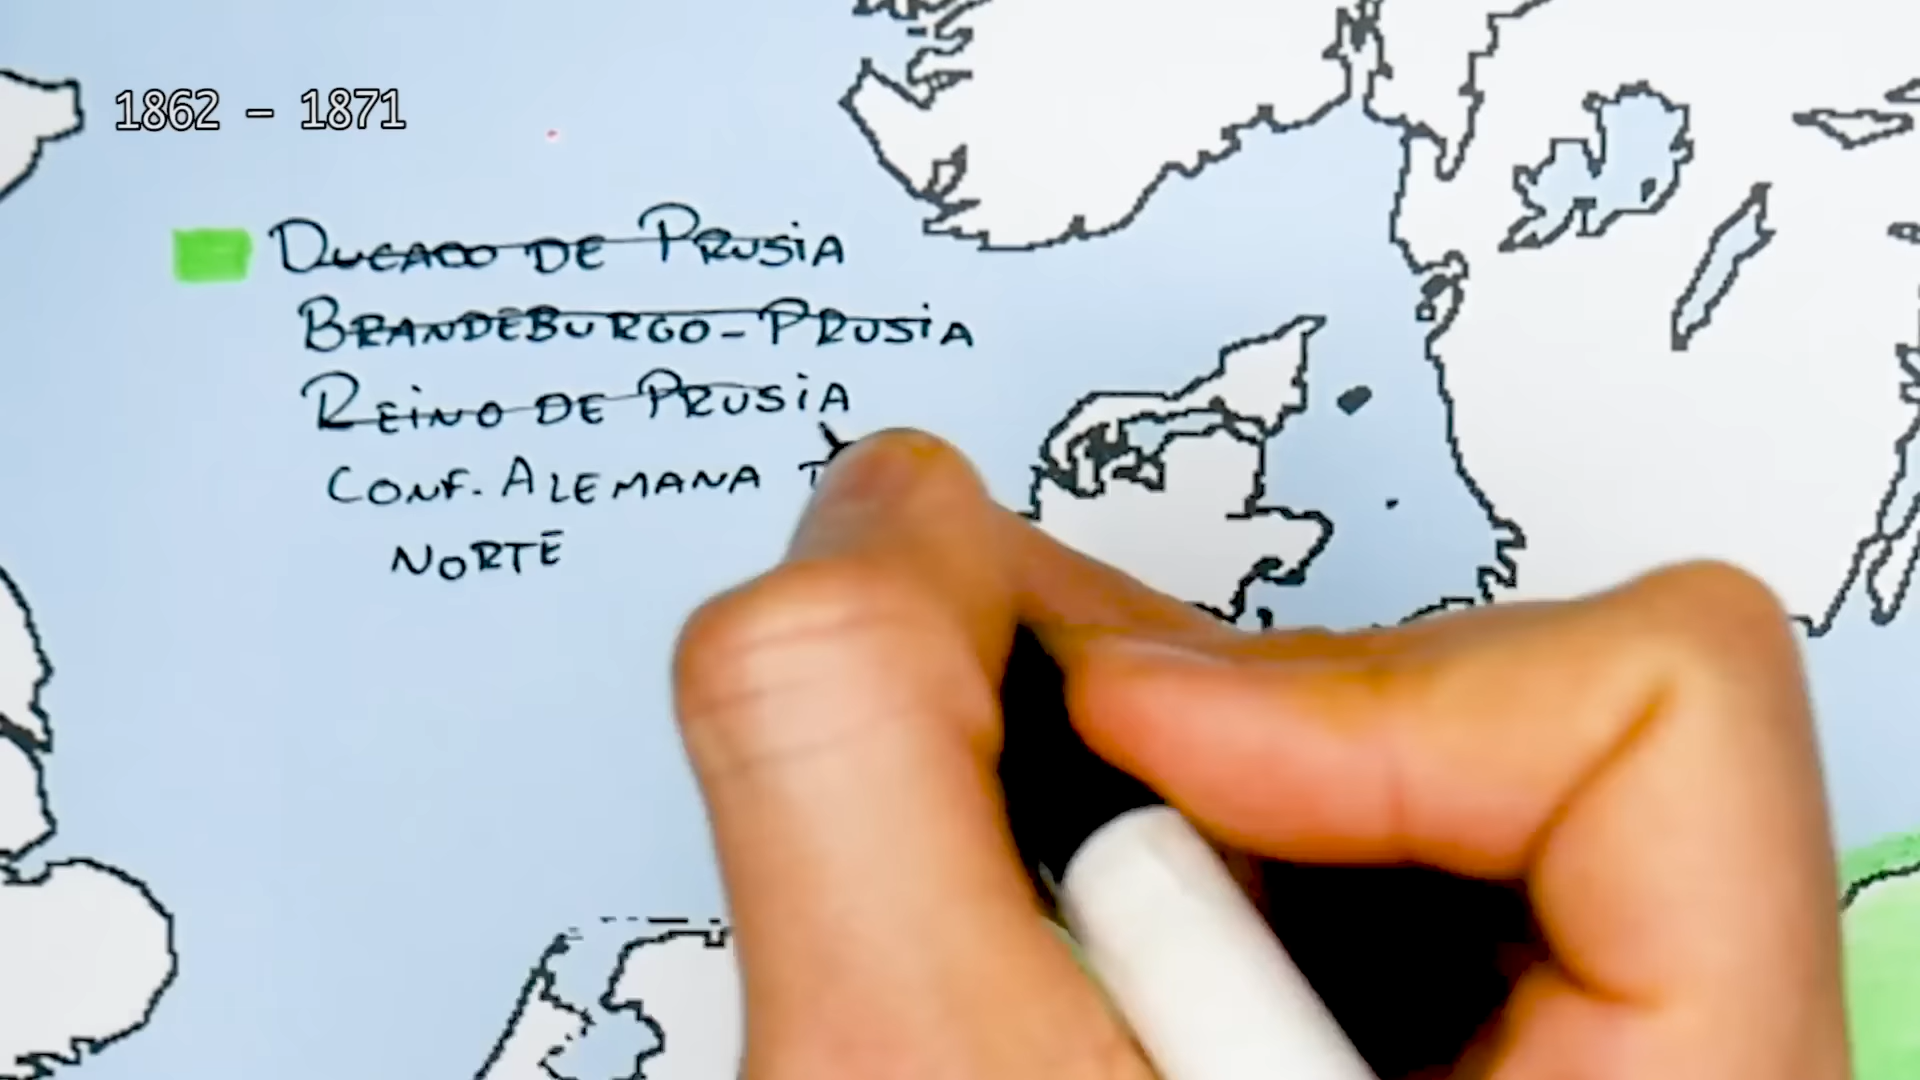 1862 – 1871
DUCADO DE PRUSiA
BRANDEBURGO-PRUSiA
REiNO DE PRUSiA
CONF. ALEMANA
NORTE